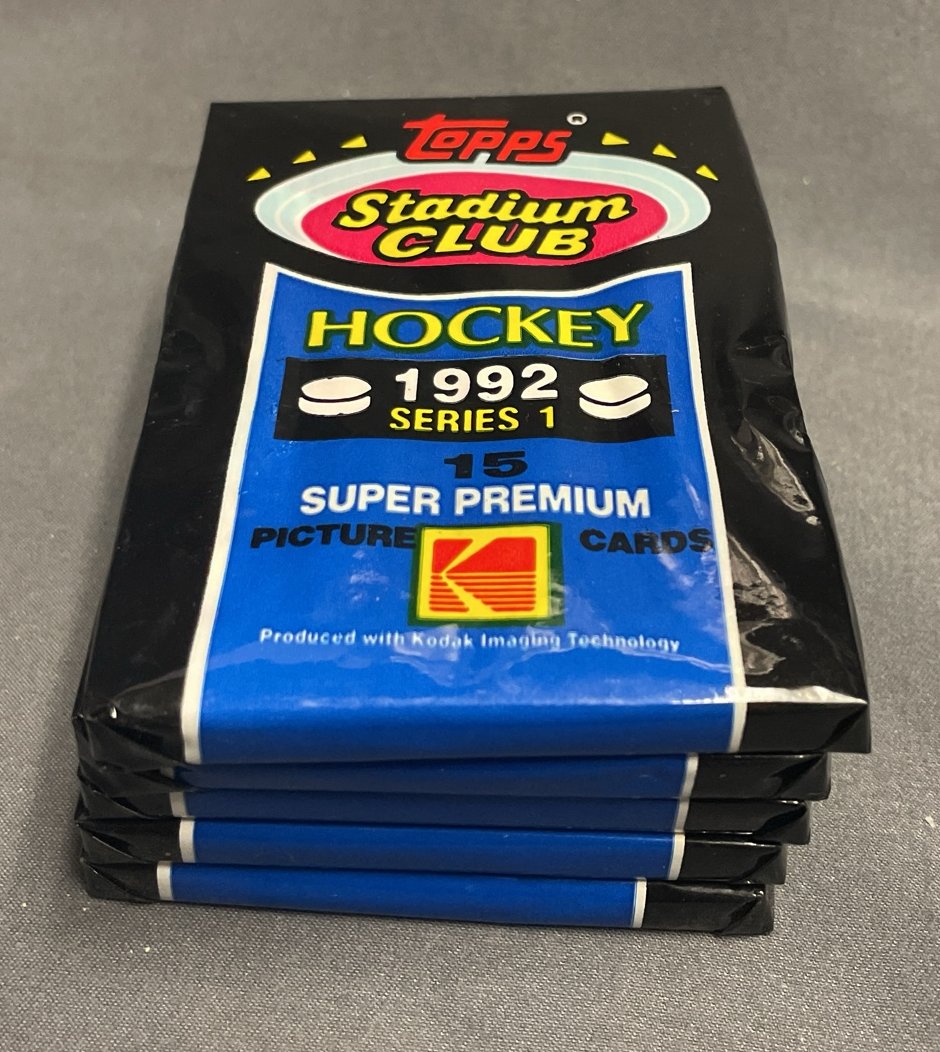 Topps ®
Stadium
CLUB
HOCKEY
1992
SERIES 1
15
SUPER PREMIUM
PICTURE CARDS
Produced with Kodak Imaging Technology